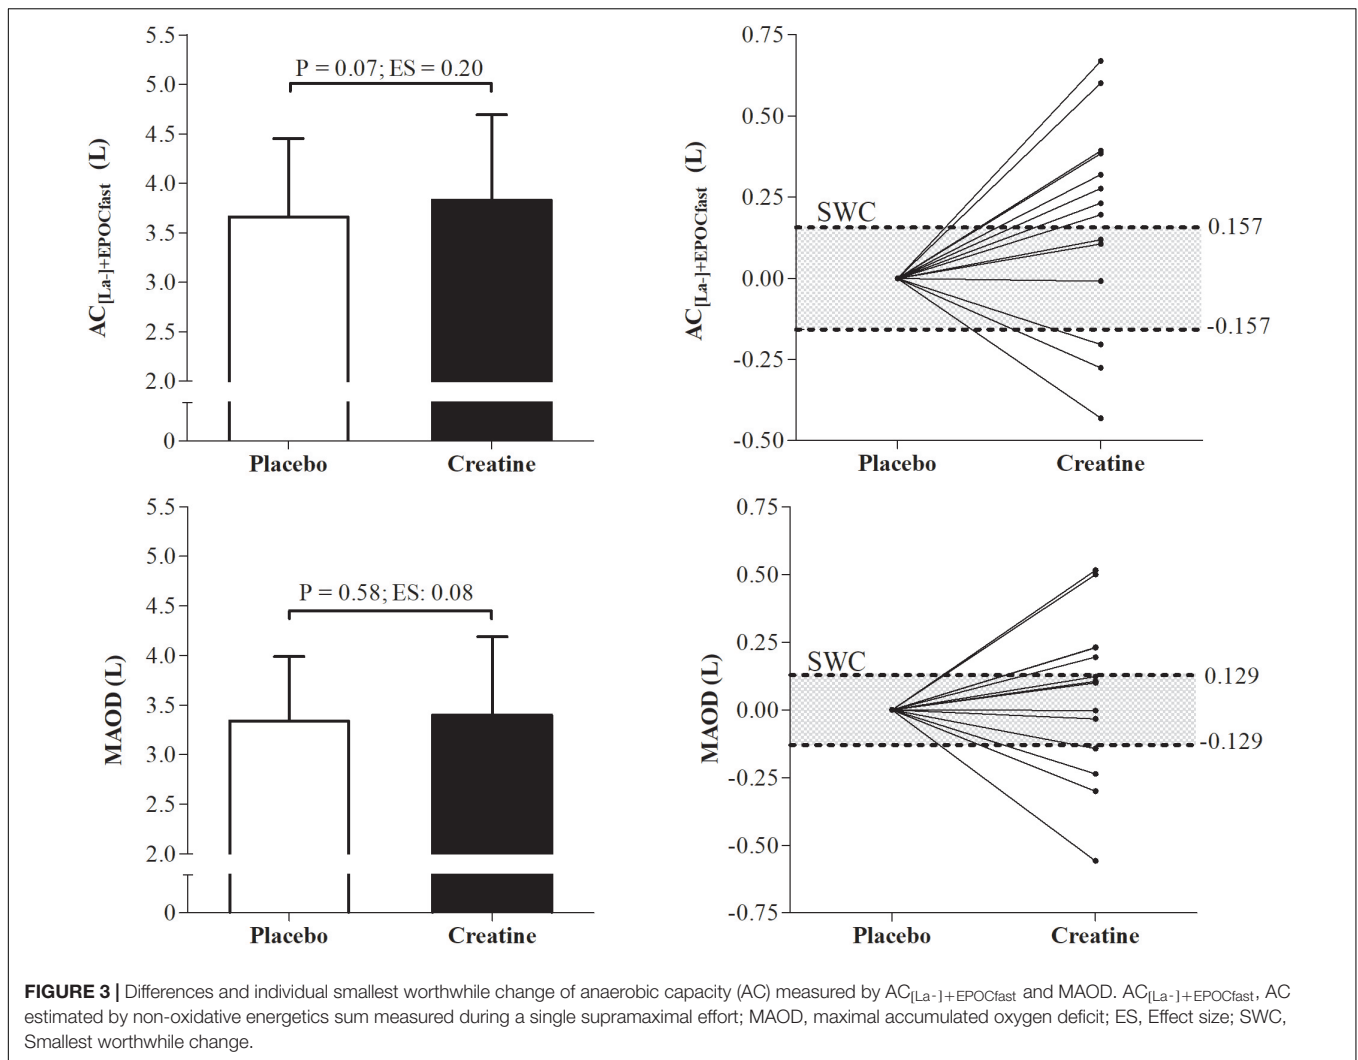 5.5
5.0
4.5
4.0
3.5
3.0
2.5
2.0
0
AC[La-]+EPOCfast (L)
P = 0.07; ES = 0.20
Placebo
Creatine
0.75
0.50
0.25
0.00
-0.25
-0.50
AC[La-]+EPOCfast (L)
SWC
0.157
-0.157
Placebo
Creatine
5.5
5.0
4.5
4.0
3.5
3.0
2.5
2.0
0
MAOD (L)
P = 0.58; ES: 0.08
Placebo
Creatine
0.75
0.50
0.25
0.00
-0.25
-0.50
-0.75
MAOD (L)
SWC
0.129
-0.129
Placebo
Creatine
FIGURE 3 | Differences and individual smallest worthwhile change of anaerobic capacity (AC) measured by AC[La-]+EPOCfast and MAOD. AC[La-]+EPOCfast, AC
estimated by non-oxidative energetics sum measured during a single supramaximal effort; MAOD, maximal accumulated oxygen deficit; ES, Effect size; SWC,
Smallest worthwhile change.